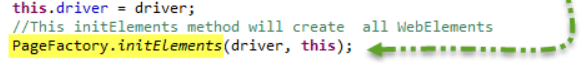 this.driver = driver;
//This initElements method will create  all WebElements
PageFactory.initElements(driver, this);